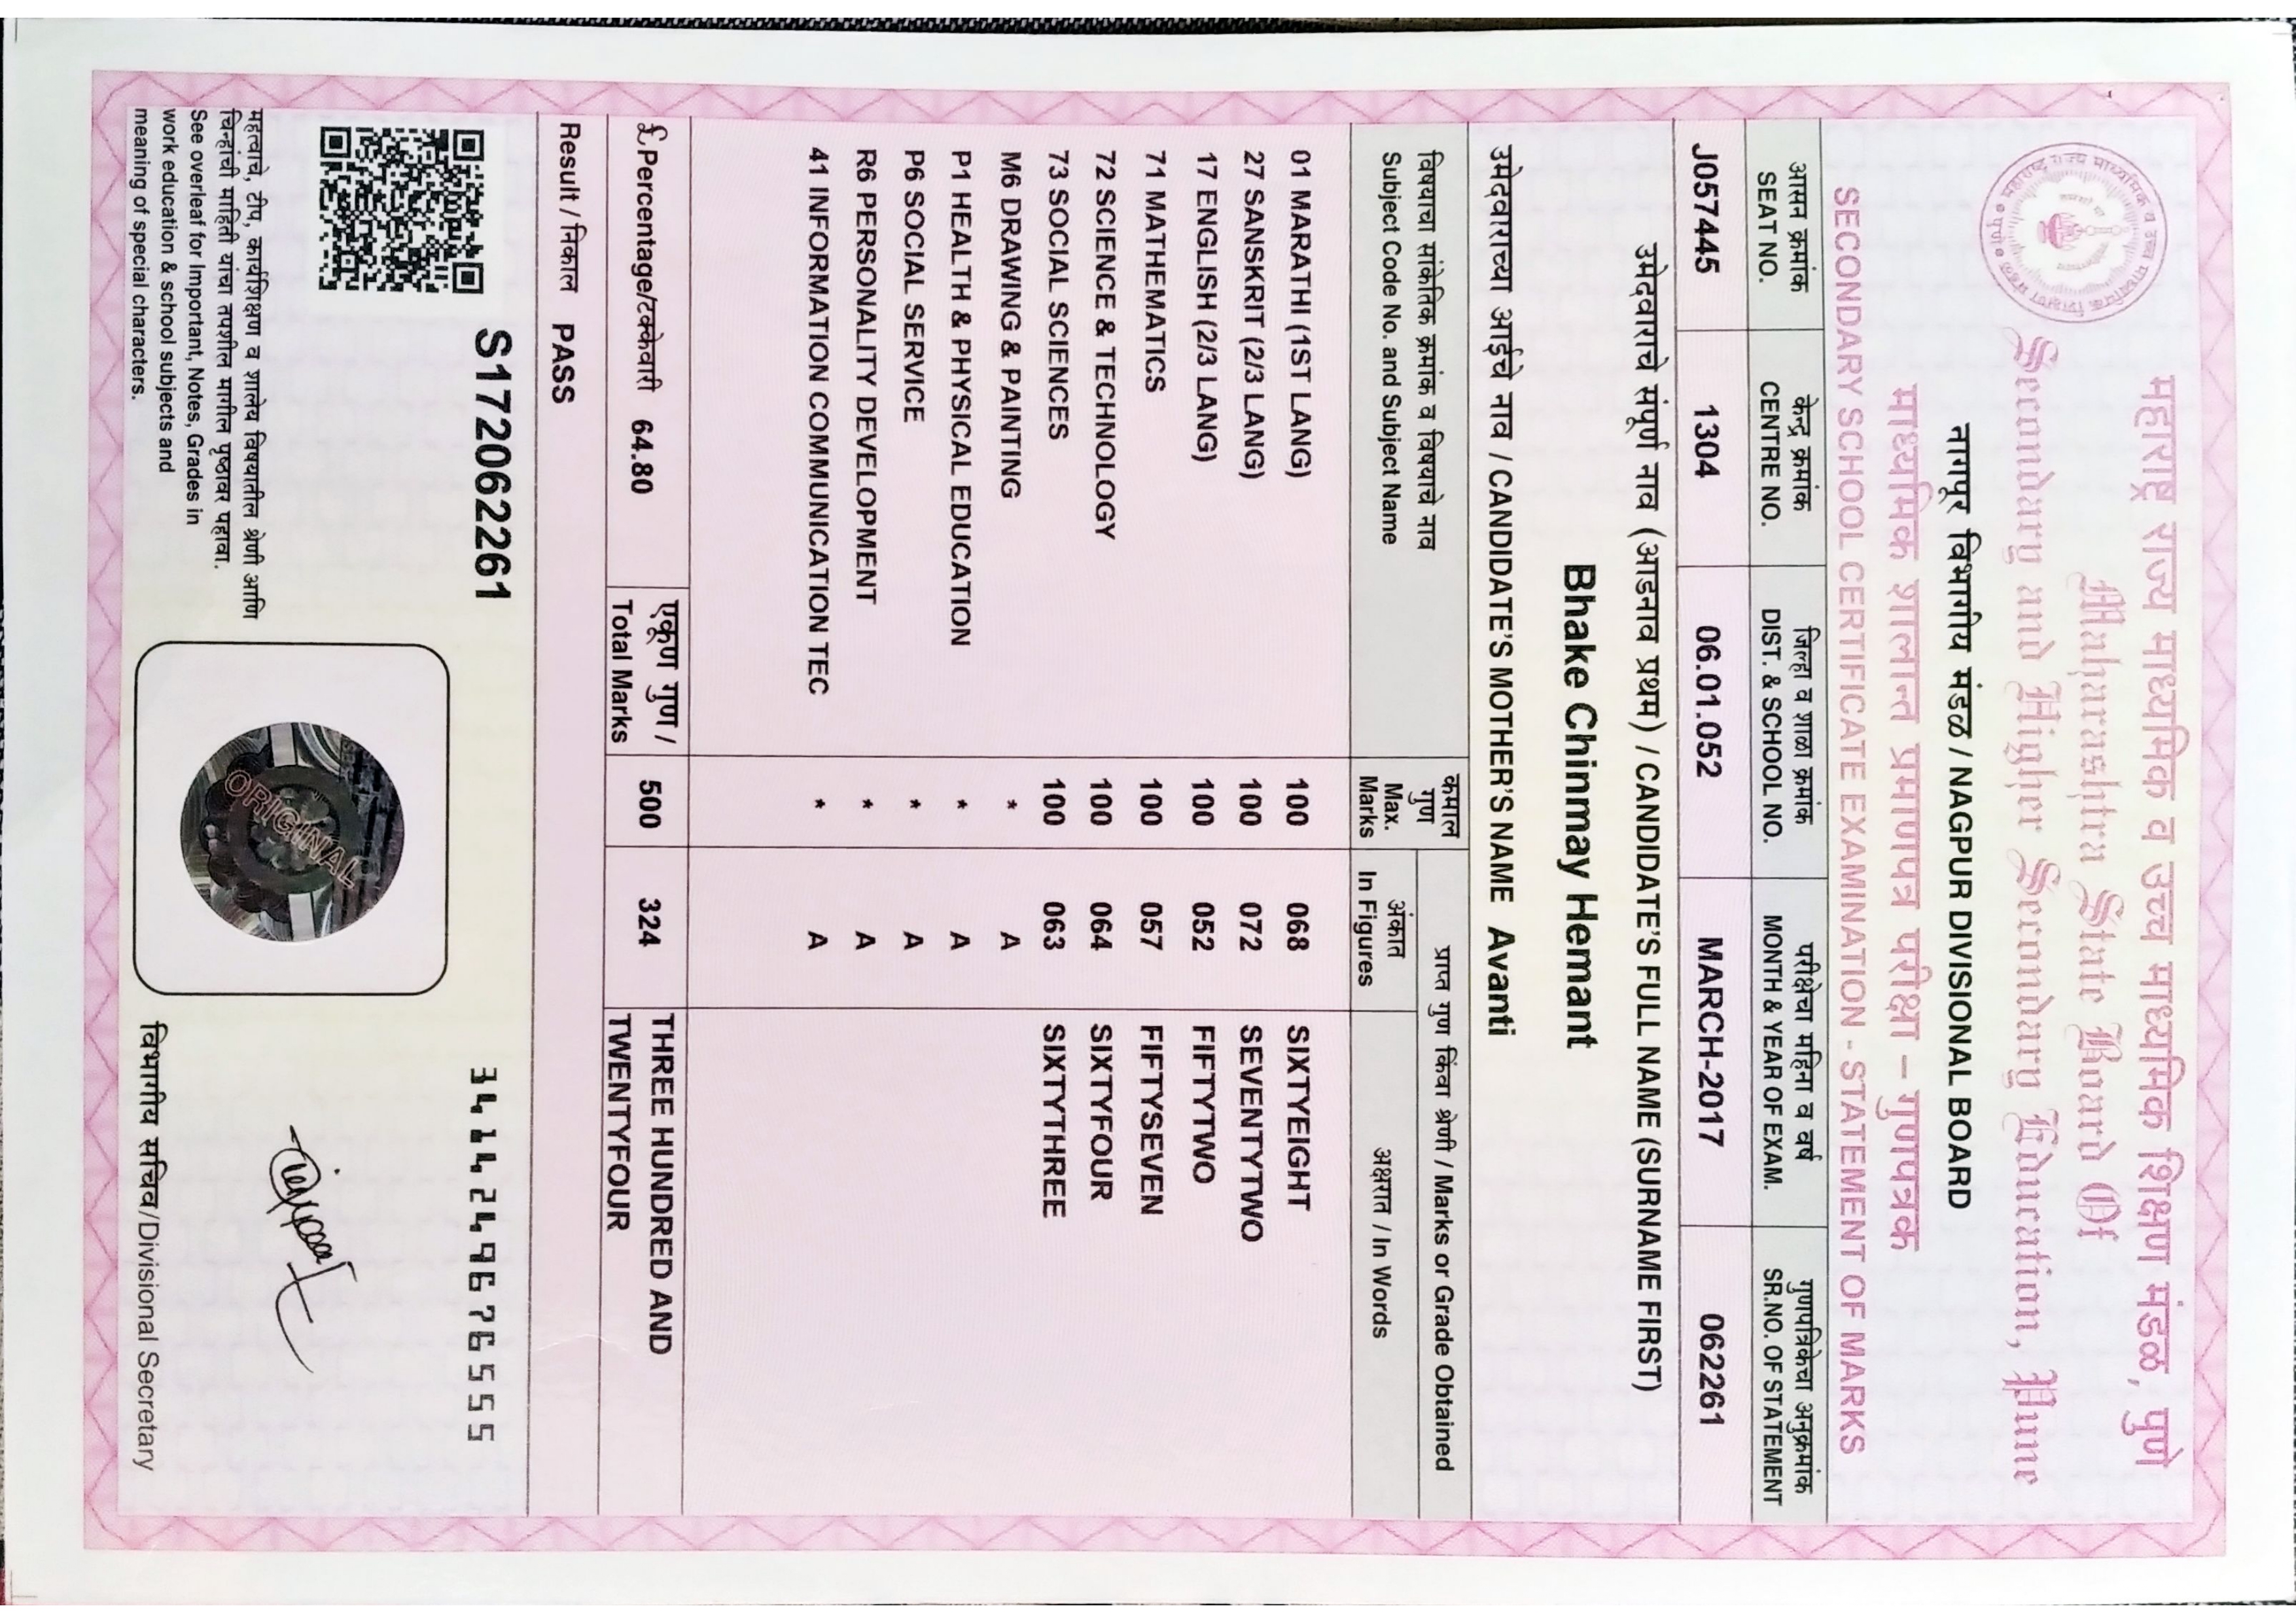 महाराष्ट्र राज्य माध्यमिक व उच्च माध्यमिक शिक्षण मंडळ, पुणे
Maharashtra State Board Of
Secondary and Higher Secondary Education, Pune
नागपूर विभागीय मंडळ / NAGPUR DIVISIONAL BOARD
माध्यमिक शालान्त प्रमाणपत्र परीक्षा – गुणपत्रक
SECONDARY SCHOOL CERTIFICATE EXAMINATION - STATEMENT OF MARKS
आसन क्रमांक केन्द्र क्रमांक जिल्हा व शाळा क्रमांक परीक्षेचा महिना व वर्ष गुणपत्रिकेचा अनुक्रमांक
SEAT NO. CENTRE NO. DIST. & SCHOOL NO. MONTH & YEAR OF EXAM. SR.NO. OF STATEMENT
J057445 1304 06.01.052 MARCH-2017 062261
उमेदवाराचे संपूर्ण नाव (आडनाव प्रथम) / CANDIDATE'S FULL NAME (SURNAME FIRST)
Bhake Chinmay Hemant
उमेदवाराच्या आईचे नाव / CANDIDATE'S MOTHER'S NAME Avanti
विषयाचा सांकेतिक क्रमांक व विषयाचे नाव
Subject Code No. and Subject Name
कमाल
गुण
Max.
Marks
प्राप्त गुण किंवा श्रेणी / Marks or Grade Obtained
अंकात
In Figures
अक्षरात / In Words
01 MARATHI (1ST LANG) 100 068 SIXTYEIGHT
27 SANSKRIT (2/3 LANG) 100 072 SEVENTYTWO
17 ENGLISH (2/3 LANG) 100 052 FIFTYTWO
71 MATHEMATICS 100 057 FIFTYSEVEN
72 SCIENCE & TECHNOLOGY 100 064 SIXTYFOUR
73 SOCIAL SCIENCES 100 063 SIXTYTHREE
M6 DRAWING & PAINTING * A
P1 HEALTH & PHYSICAL EDUCATION * A
P6 SOCIAL SERVICE * A
R6 PERSONALITY DEVELOPMENT * A
41 INFORMATION COMMUNICATION TEC * A
£ Percentage/टक्केवारी 64.80
एकूण गुण /
Total Marks
500 324
THREE HUNDRED AND
TWENTYFOUR
Result / निकाल PASS
S172062261
3414249676555
ORIGINAL
महत्वाचे, टीप, कार्यशिक्षण व शालेय विषयातील श्रेणी आणि
चिन्हांची माहिती यांचा तपशील मागील पृष्ठावर पहावा.
See overleaf for Important, Notes, Grades in
work education & school subjects and
meaning of special characters.
विभागीय सचिव/Divisional Secretary